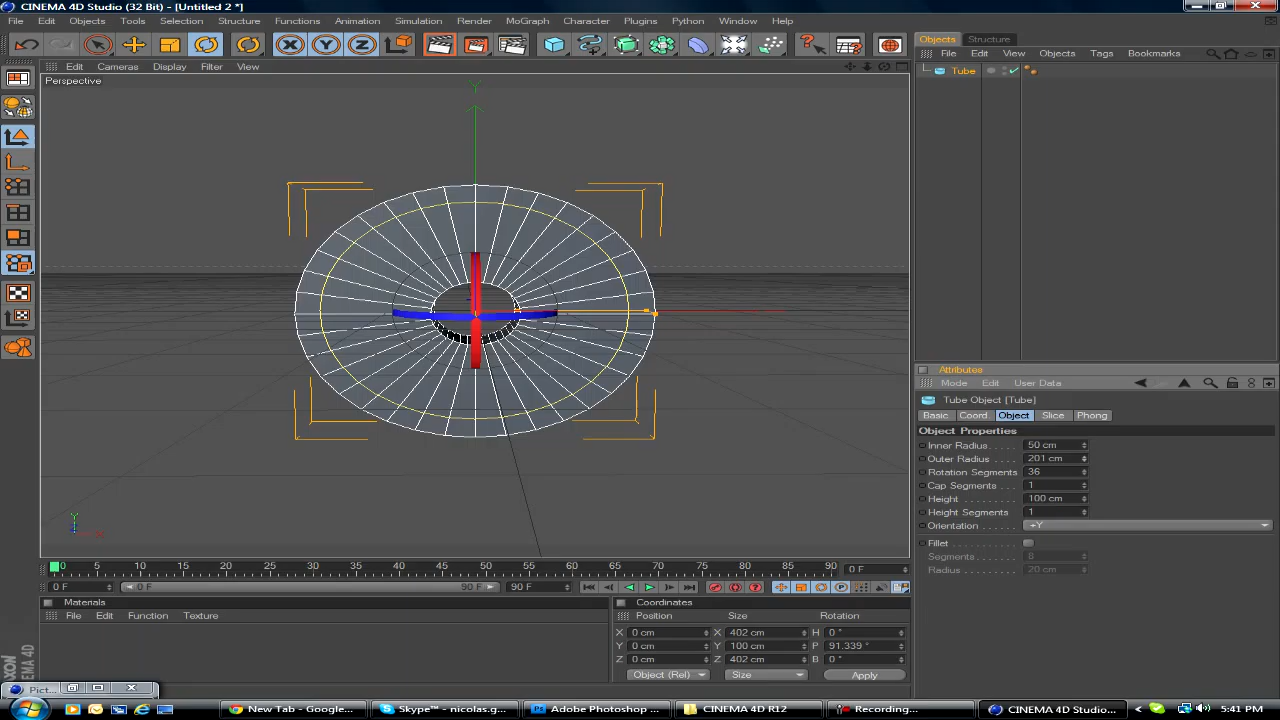 CINEMA 4D Studio (32 Bit) - [Untitled 2 *]
File Edit Objects Tools Selection Structure Functions Animation Simulation Render MoGraph Character Plugins Python Window Help
Objects Structure
File Edit View Objects Tags Bookmarks
Edit Cameras Display Filter View
Perspective
Tube
Y
Attributes
Mode Edit User Data
Tube Object [Tube]
Basic Coord. Object Slice Phong
Object Properties
Inner Radius 50 cm
Outer Radius 201 cm
Rotation Segments 36
Cap Segments 1
Height 100 cm
Height Segments 1
Orientation +Y
Fillet
Segments 8
Radius 20 cm
Y
X
0 5 10 15 20 25 30 35 40 45 50 55 60 65 70 75 80 85 90 0 F
0 F 0 F 90 F 90 F
Materials
File Edit Function Texture
Coordinates
Position Size Rotation
X 0 cm X 402 cm H 0 °
Y 0 cm Y 100 cm P 91.339 °
Z 0 cm Z 402 cm B 0 °
Object (Rel) Size Apply
CINEMA 4D
Pict...
New Tab - Google... Skype™ - nicolas.g... Adobe Photoshop ... CINEMA 4D R12 Recording... CINEMA 4D Studio... 5:41 PM